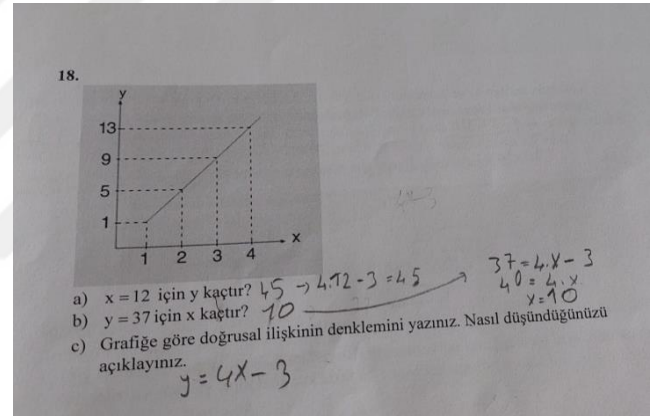 18.
y
13
9
5
1
1 2 3 4 x
a) x = 12 için y kaçtır? 45 → 4.12-3=45
b) y = 37 için x kaçtır? 10
37=4.x-3
40=4.x
x=10
c) Grafiğe göre doğrusal ilişkinin denklemini yazınız. Nasıl düşündüğünüzü
açıklayınız.
y=4x-3